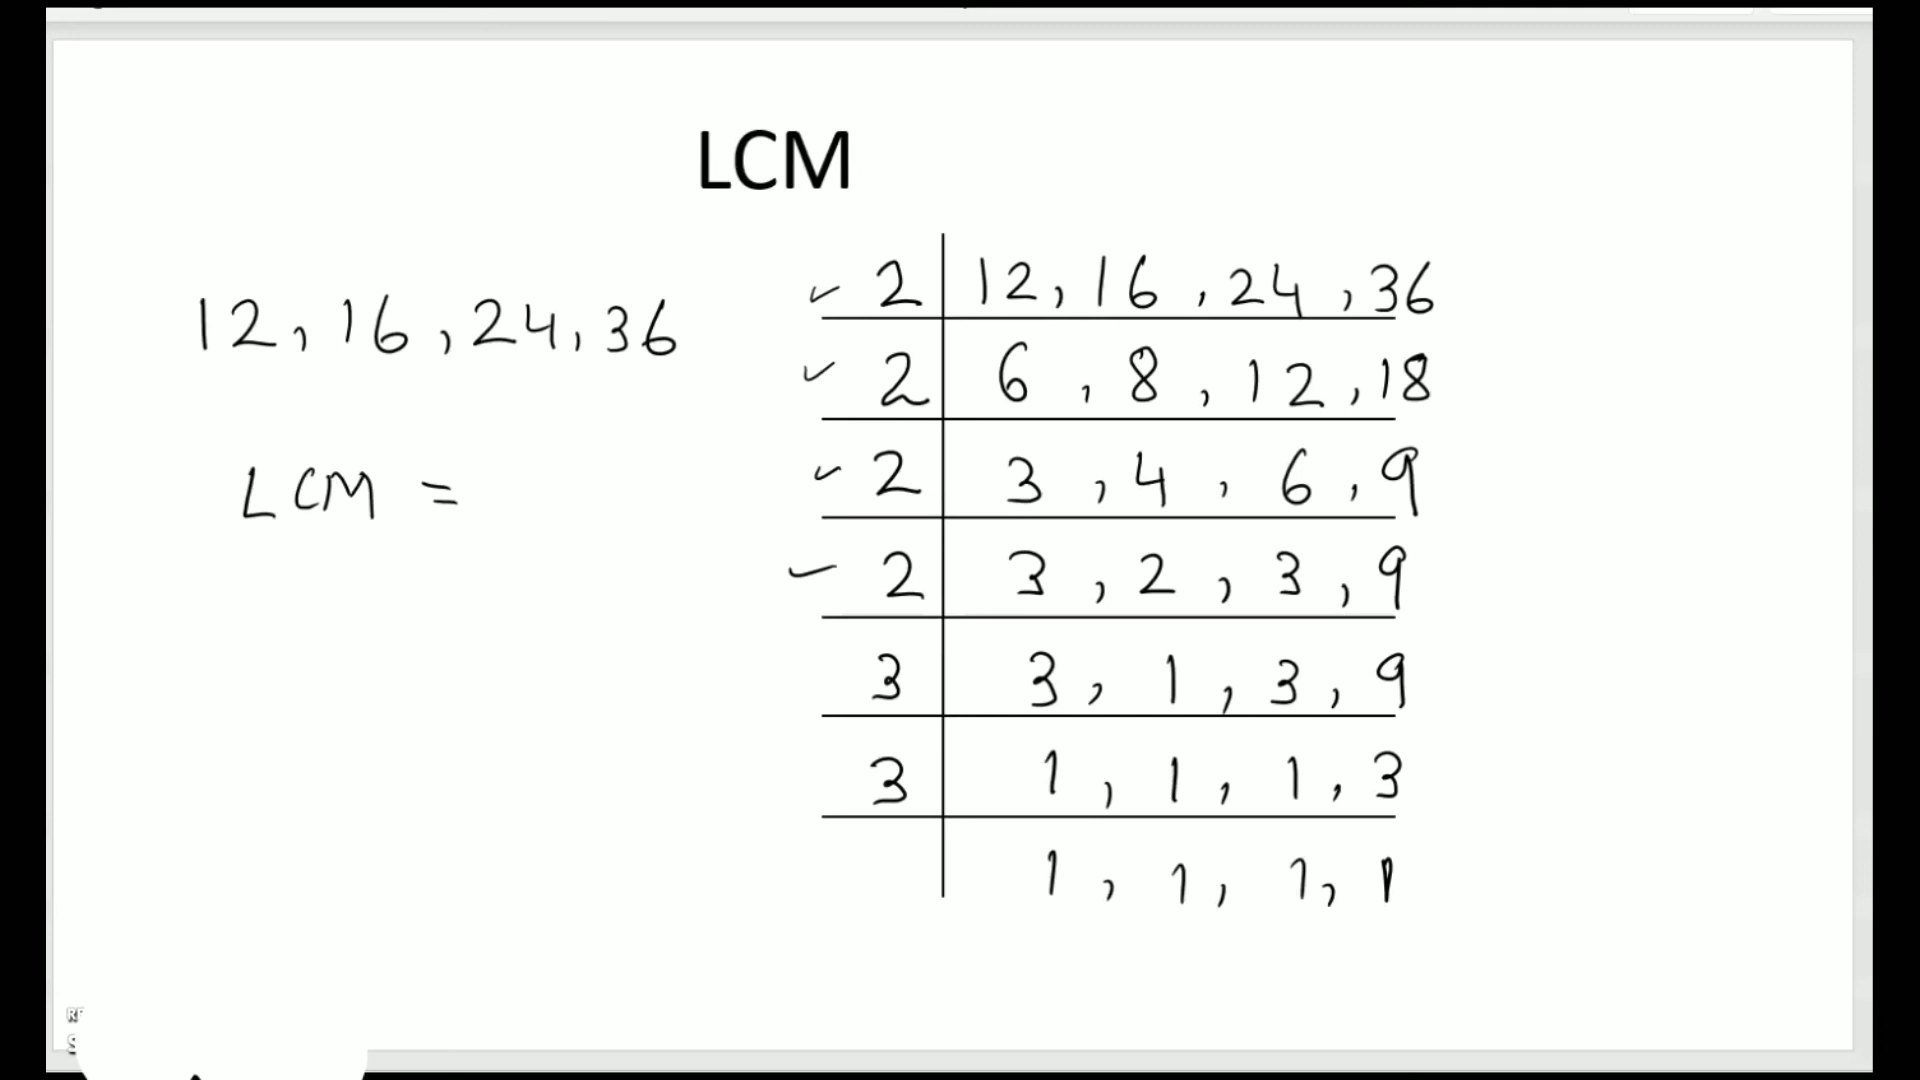 LCM
12, 16, 24, 36
LCM =
2 12, 16, 24, 36
2 6, 8, 12, 18
2 3, 4, 6, 9
2 3, 2, 3, 9
3 3, 1, 3, 9
3 1, 1, 1, 3
1, 1, 1, 1